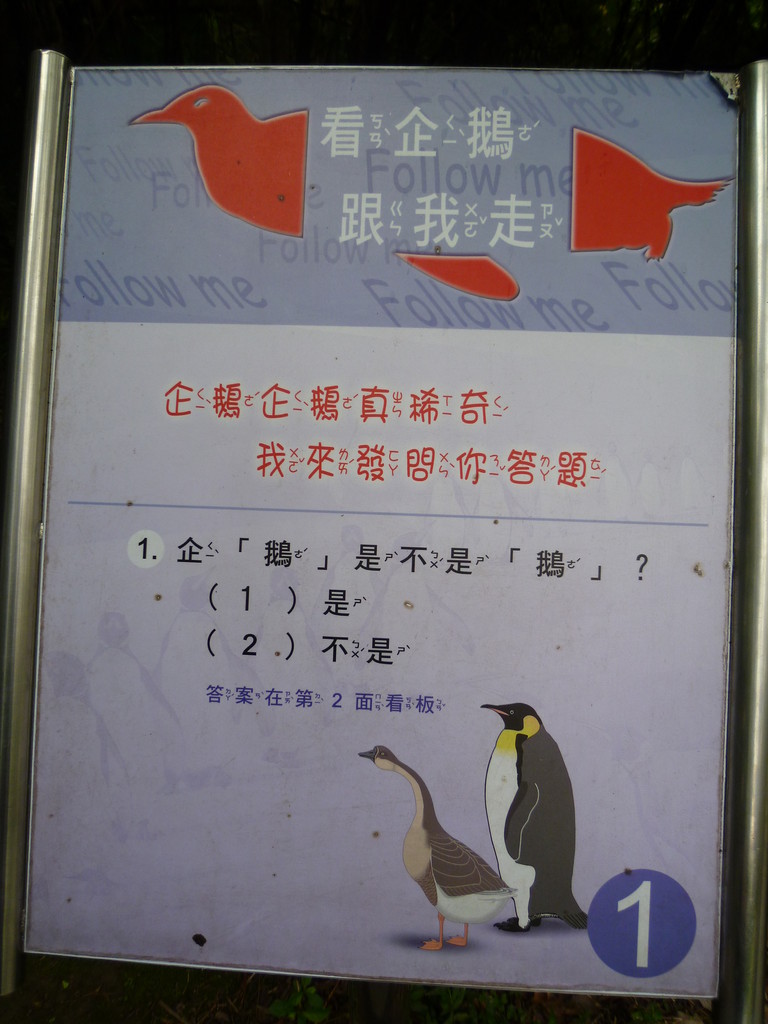 看企鵝
跟我走
Follow me
Follow me
Follow me
Follow me
Follow me
企鵝企鵝真稀奇
我來發問你答題
1. 企「鵝」是不是「鵝」?
( 1 ) 是
( 2 ) 不是
答案在第 2 面看板
1